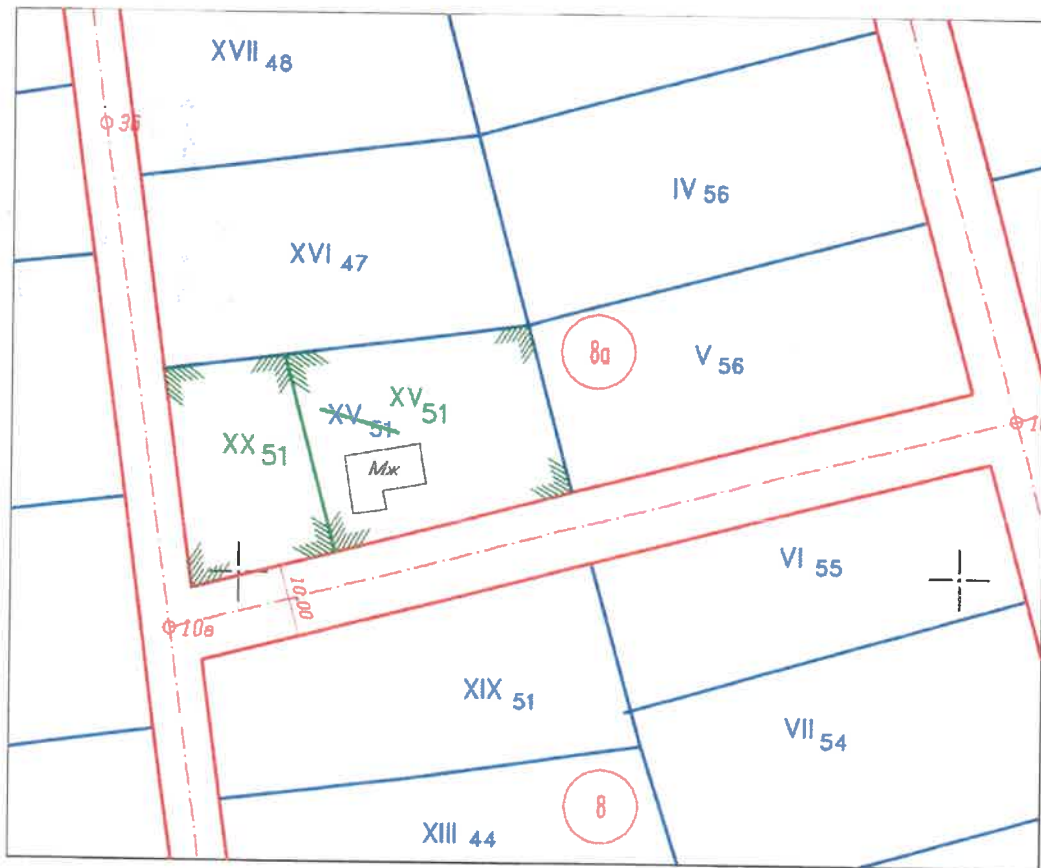 XVII 48
3б
IV 56
XVI 47
8а
V 56
XV 51
XV 51
XX 51
Мж
10.00
VI 55
10в
XIX 51
VII 54
8
XIII 44